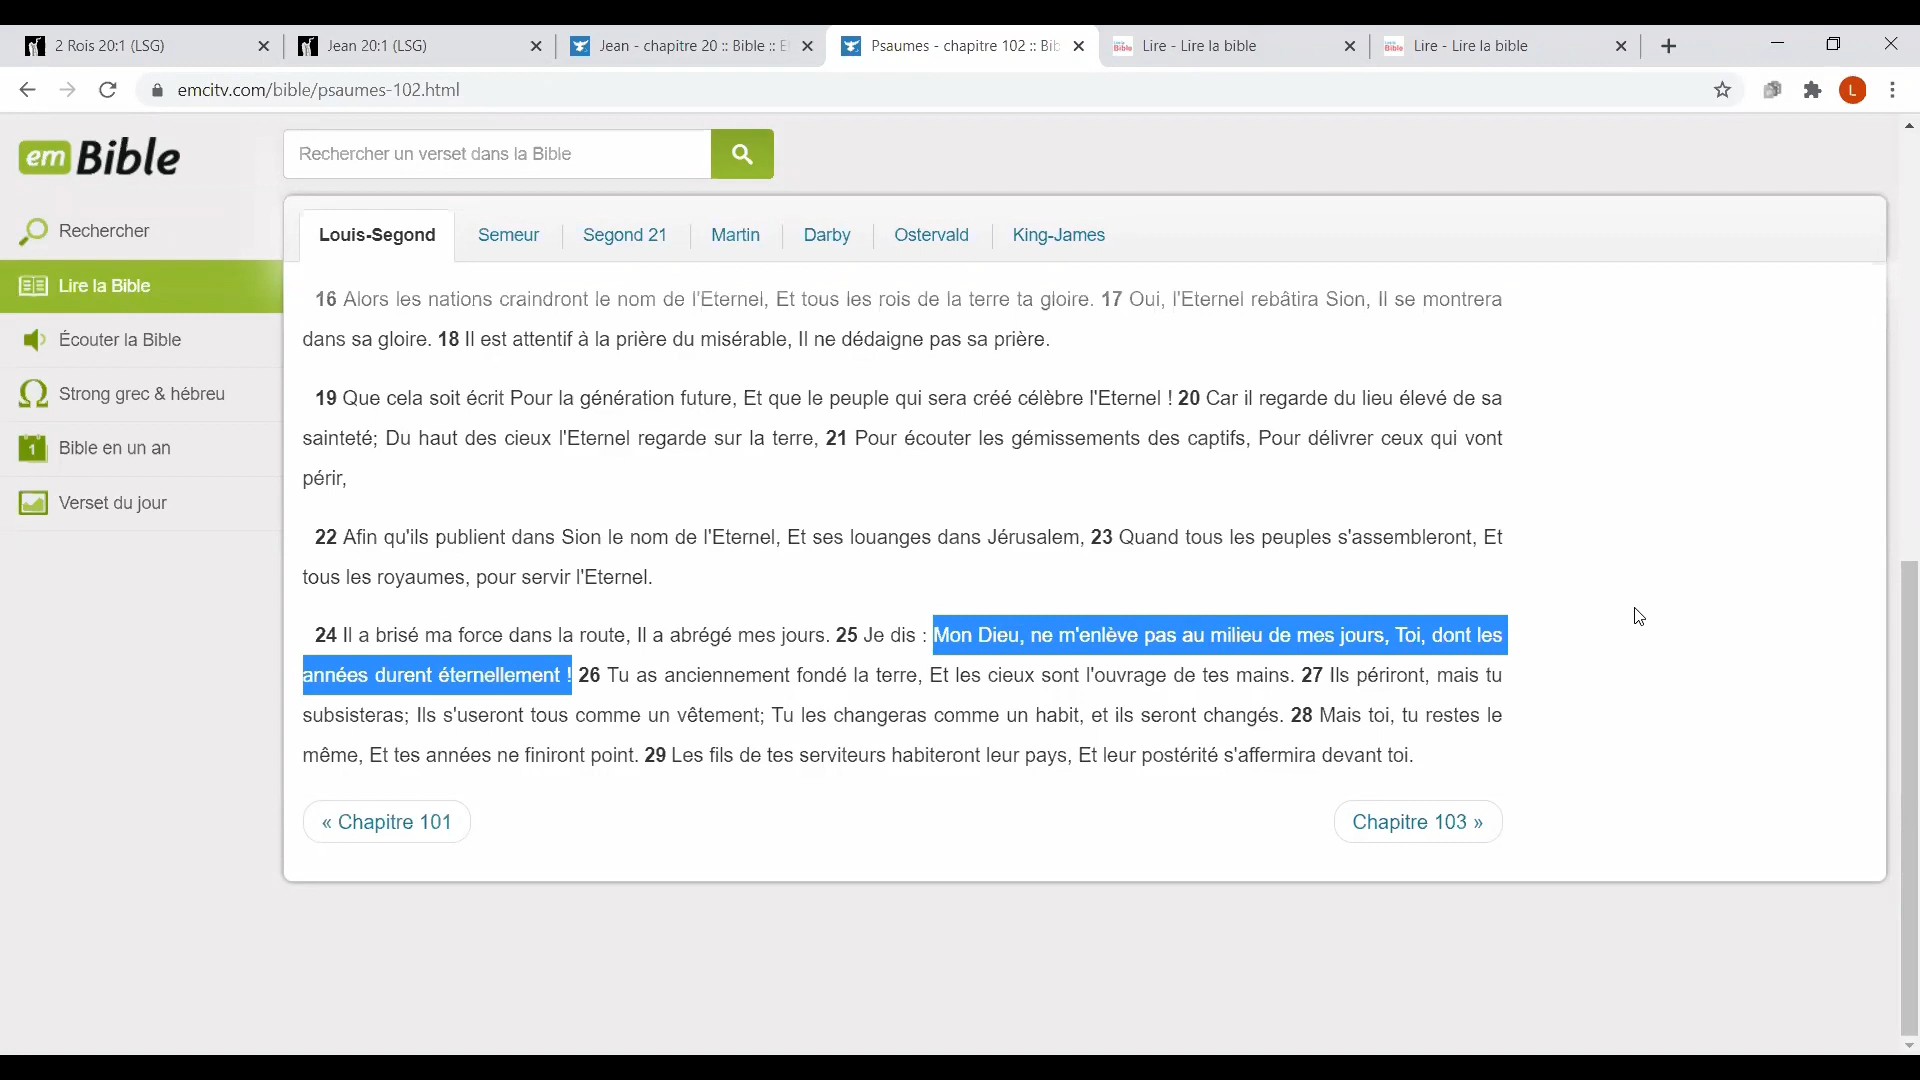 2 Rois 20:1 (LSG)
Jean 20:1 (LSG)
Jean - chapitre 20 :: Bible :: E
Psaumes - chapitre 102 :: Bib
Lire - Lire la bible
Lire - Lire la bible
emcitv.com/bible/psaumes-102.html
L
em Bible
Rechercher un verset dans la Bible
Rechercher
Lire la Bible
Écouter la Bible
Strong grec & hébreu
1 Bible en un an
Verset du jour
Louis-Segond
Semeur
Segond 21
Martin
Darby
Ostervald
King-James
16 Alors les nations craindront le nom de l'Eternel, Et tous les rois de la terre ta gloire. 17 Oui, l'Eternel rebâtira Sion, Il se montrera
dans sa gloire. 18 Il est attentif à la prière du misérable, Il ne dédaigne pas sa prière.
19 Que cela soit écrit Pour la génération future, Et que le peuple qui sera créé célèbre l'Eternel ! 20 Car il regarde du lieu élevé de sa
sainteté; Du haut des cieux l'Eternel regarde sur la terre, 21 Pour écouter les gémissements des captifs, Pour délivrer ceux qui vont
périr,
22 Afin qu'ils publient dans Sion le nom de l'Eternel, Et ses louanges dans Jérusalem, 23 Quand tous les peuples s'assembleront, Et
tous les royaumes, pour servir l'Eternel.
24 Il a brisé ma force dans la route, Il a abrégé mes jours. 25 Je dis : Mon Dieu, ne m'enlève pas au milieu de mes jours, Toi, dont les
années durent éternellement ! 26 Tu as anciennement fondé la terre, Et les cieux sont l'ouvrage de tes mains. 27 Ils périront, mais tu
subsisteras; Ils s'useront tous comme un vêtement; Tu les changeras comme un habit, et ils seront changés. 28 Mais toi, tu restes le
même, Et tes années ne finiront point. 29 Les fils de tes serviteurs habiteront leur pays, Et leur postérité s'affermira devant toi.
« Chapitre 101
Chapitre 103 »